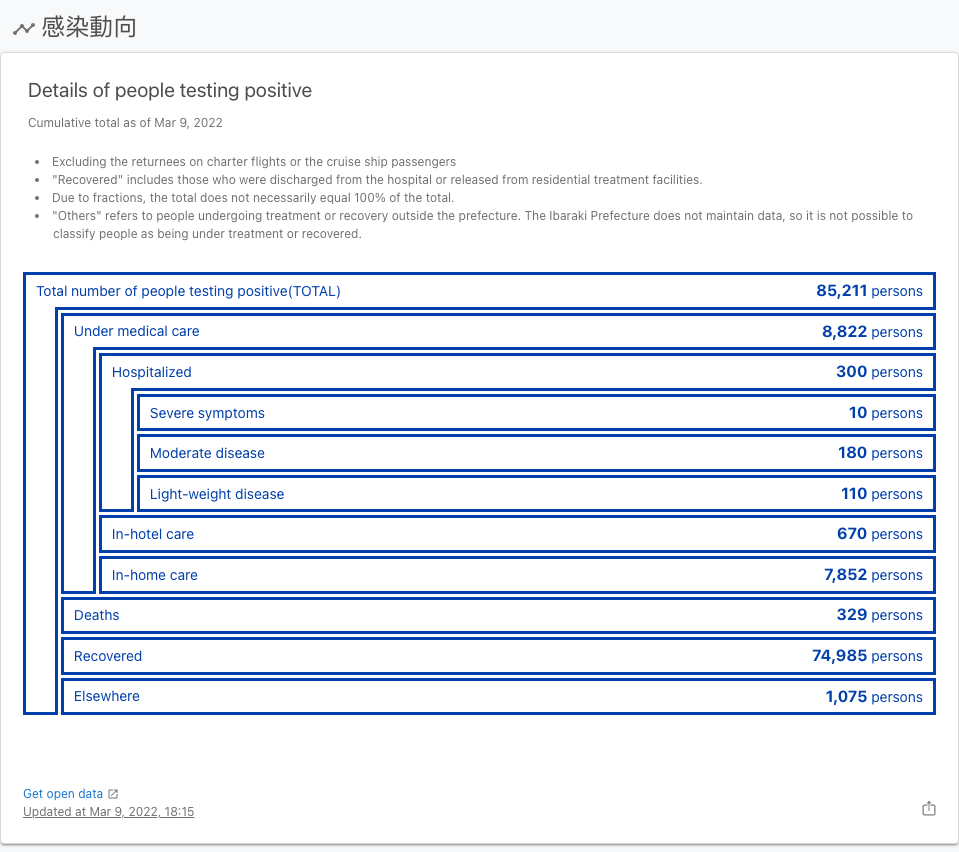 感染動向
Details of people testing positive
Cumulative total as of Mar 9, 2022
Excluding the returnees on charter flights or the cruise ship passengers
"Recovered" includes those who were discharged from the hospital or released from residential treatment facilities.
Due to fractions, the total does not necessarily equal 100% of the total.
"Others" refers to people undergoing treatment or recovery outside the prefecture. The Ibaraki Prefecture does not maintain data, so it is not possible to
classify people as being under treatment or recovered.
Total number of people testing positive(TOTAL) 85,211 persons
Under medical care 8,822 persons
Hospitalized 300 persons
Severe symptoms 10 persons
Moderate disease 180 persons
Light-weight disease 110 persons
In-hotel care 670 persons
In-home care 7,852 persons
Deaths 329 persons
Recovered 74,985 persons
Elsewhere 1,075 persons
Get open data
Updated at Mar 9, 2022, 18:15